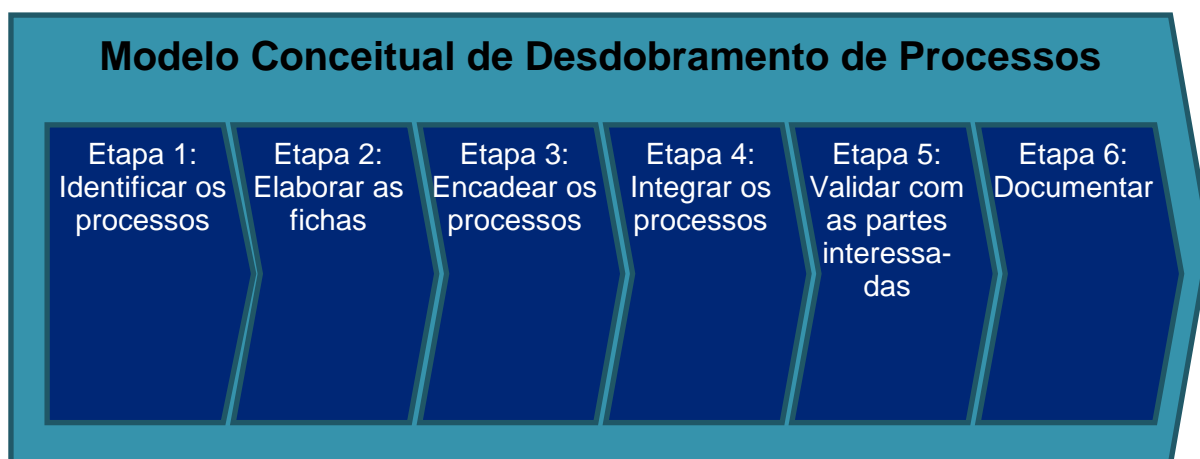 Modelo Conceitual de Desdobramento de Processos
Etapa 1:
Identificar os
processos
Etapa 2:
Elaborar as
fichas
Etapa 3:
Encadear os
processos
Etapa 4:
Integrar os
processos
Etapa 5:
Validar com
as partes
interessa-
das
Etapa 6:
Documentar